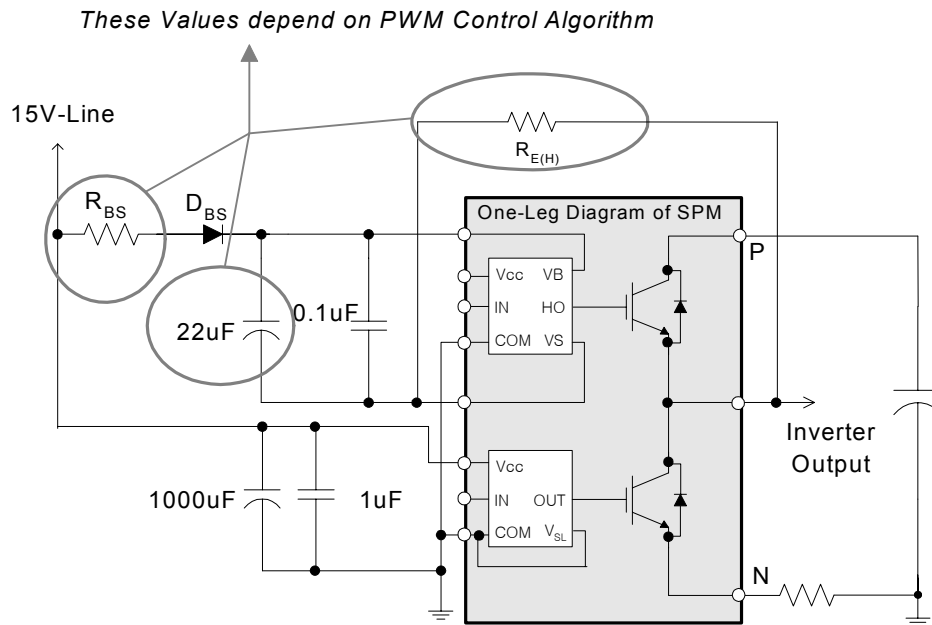 These Values depend on PWM Control Algorithm
15V-Line
R_E(H)
R_BS
D_BS
One-Leg Diagram of SPM
P
Vcc
VB
IN
HO
COM
VS
22uF
0.1uF
Inverter
Output
Vcc
IN
OUT
COM
V_SL
1000uF
1uF
N